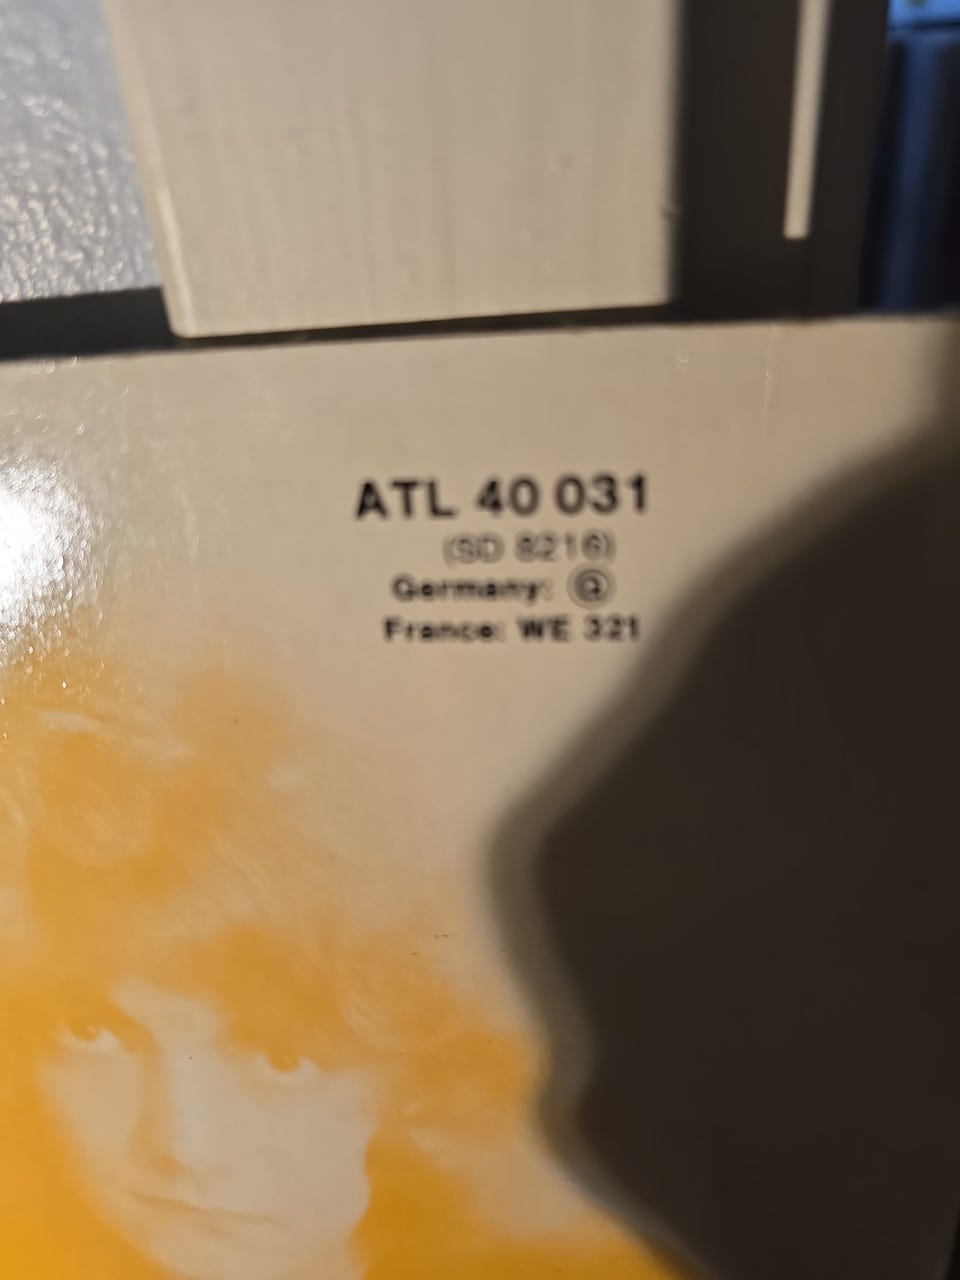 ATL 40 031
(SD 8216)
Germany: Ⓠ
France: WE 321